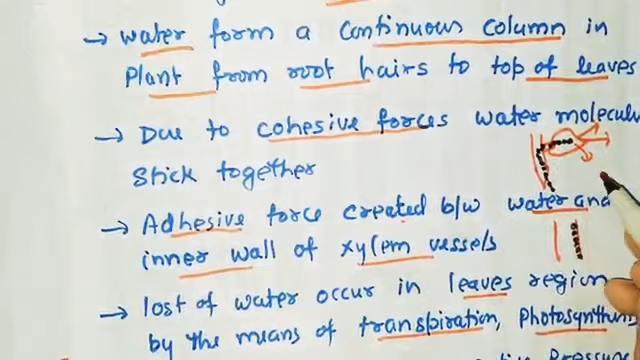 → water form a continuous column in
Plant from root hairs to top of leaves
→ Due to cohesive forces water molecul
stick together
→ Adhesive force created b/w water and
inner wall of xylem vessels
→ lost of water occur in leaves region
by the means of transpiration, Photosynthesis
Pressure